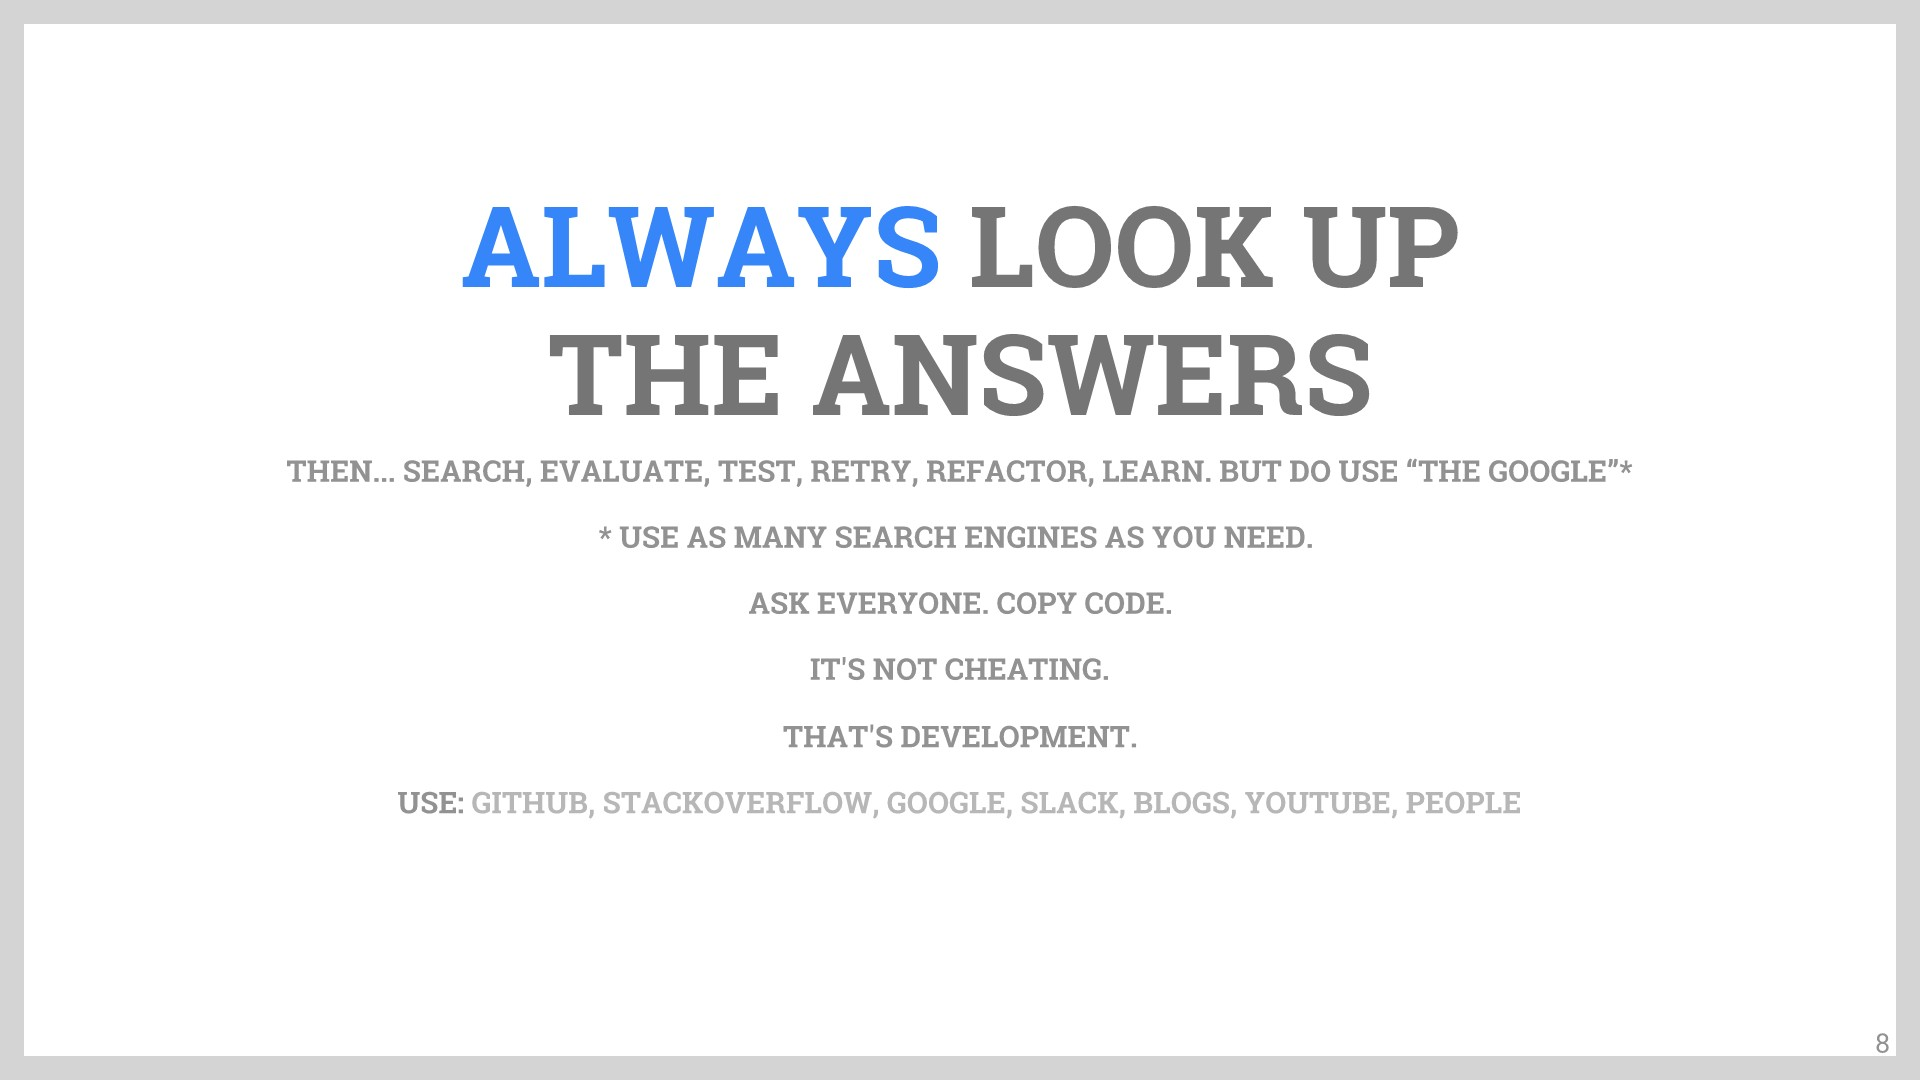 ALWAYS LOOK UP
THE ANSWERS
THEN... SEARCH, EVALUATE, TEST, RETRY, REFACTOR, LEARN. BUT DO USE “THE GOOGLE”*
* USE AS MANY SEARCH ENGINES AS YOU NEED.
ASK EVERYONE. COPY CODE.
IT'S NOT CHEATING.
THAT'S DEVELOPMENT.
USE: GITHUB, STACKOVERFLOW, GOOGLE, SLACK, BLOGS, YOUTUBE, PEOPLE
8